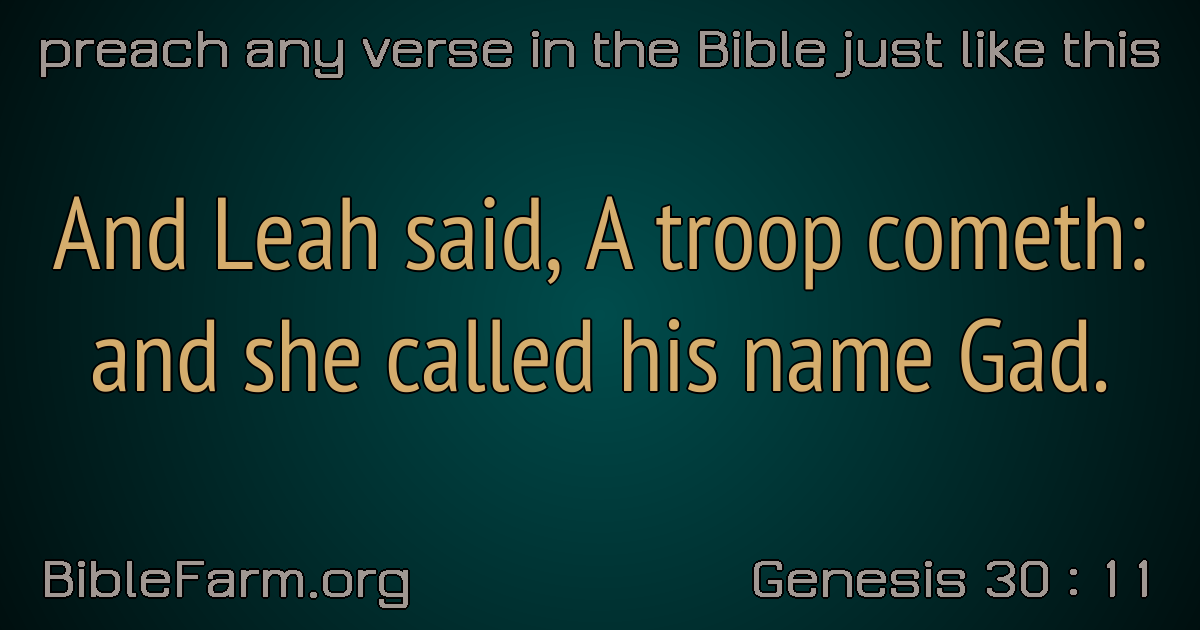 preach any verse in the Bible just like this
And Leah said, A troop cometh:
and she called his name Gad.
BibleFarm.org
Genesis 30 : 11